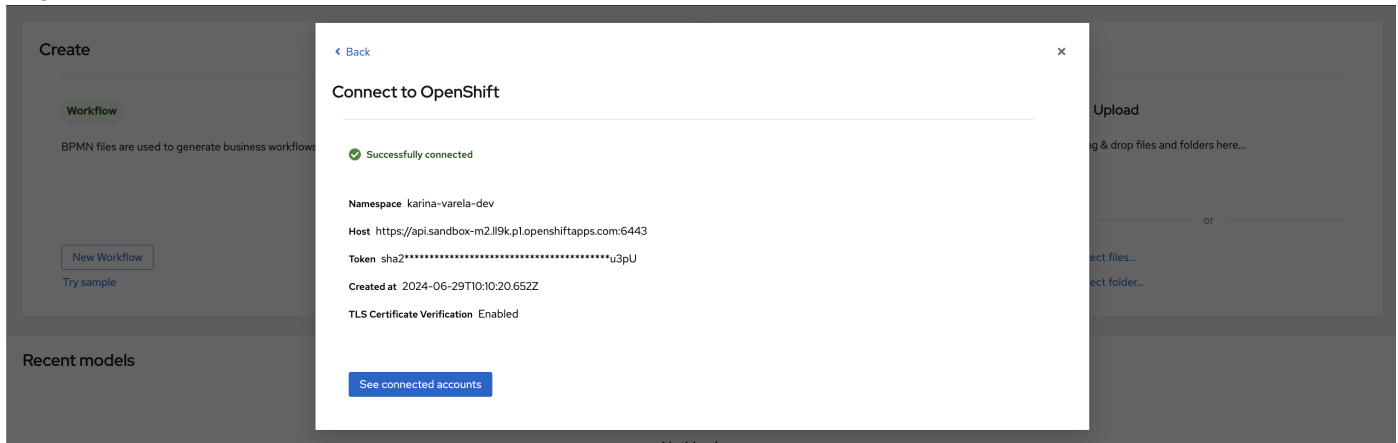 Create
Workflow
BPMN files are used to generate business workflows
New Workflow
Try sample
Recent models
Back
Connect to OpenShift
Successfully connected
Namespace karina-varela-dev
Host https://api.sandbox-m2.ll9k.p1.openshiftapps.com:6443
Token sha2*****************************************u3pU
Created at 2024-06-29T10:10:20.652Z
TLS Certificate Verification Enabled
See connected accounts
Upload
& drop files and folders here...
or
files...
folder...